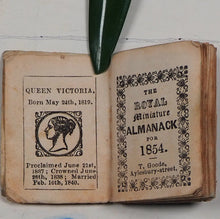 QUEEN VICTORIA.
Born May 24th, 1819.
Proclaimed June 21st,
1837; Crowned June
28th, 1838; Married
Feb. 10th, 1840.
THE
ROYAL
Miniature
ALMANACK
FOR
1854.
T. Goode,
Aylesbury-street.